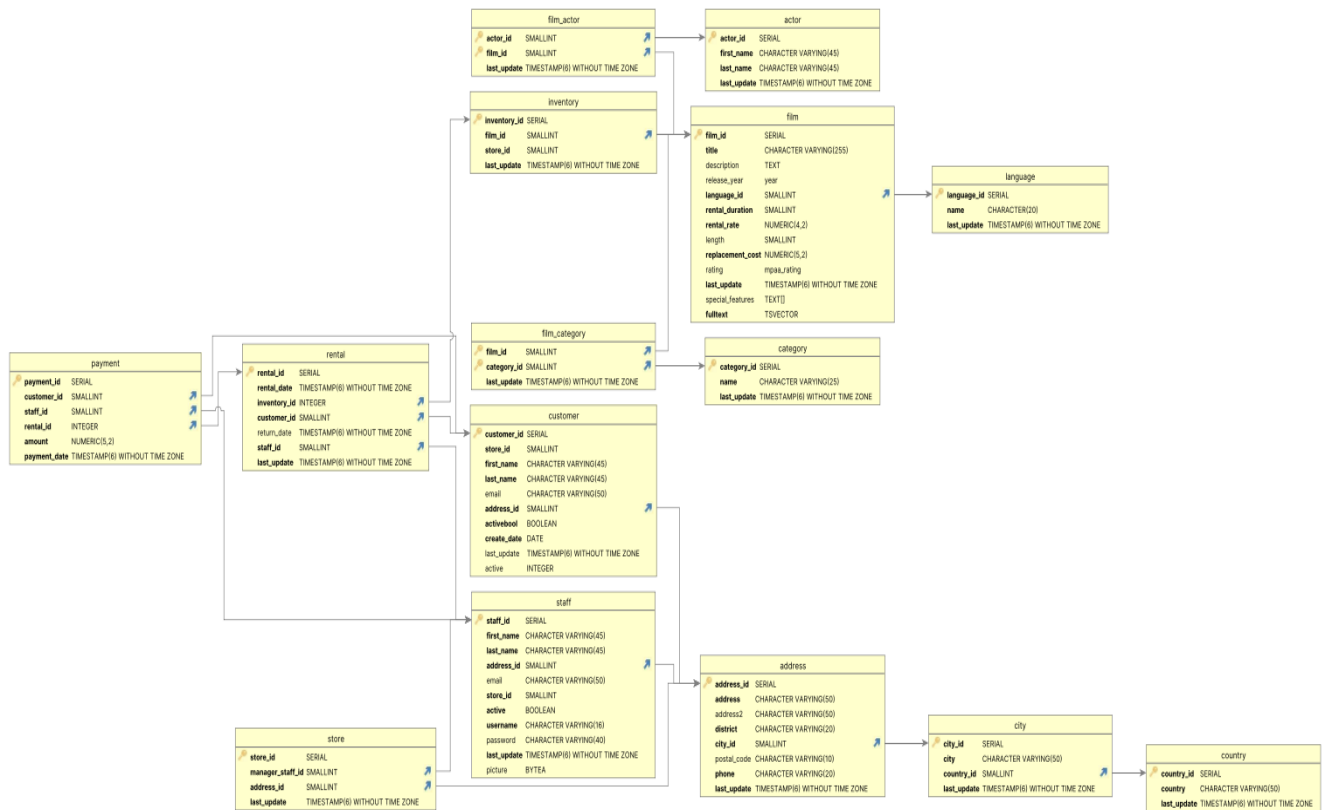 film_actor
actor_id SMALLINT
film_id SMALLINT
last_update TIMESTAMP(6) WITHOUT TIME ZONE
actor
actor_id SERIAL
first_name CHARACTER VARYING(45)
last_name CHARACTER VARYING(45)
last_update TIMESTAMP(6) WITHOUT TIME ZONE
inventory
inventory_id SERIAL
film_id SMALLINT
store_id SMALLINT
last_update TIMESTAMP(6) WITHOUT TIME ZONE
film
film_id SERIAL
title CHARACTER VARYING(255)
description TEXT
release_year year
language_id SMALLINT
rental_duration SMALLINT
rental_rate NUMERIC(4,2)
length SMALLINT
replacement_cost NUMERIC(5,2)
rating mpaa_rating
last_update TIMESTAMP(6) WITHOUT TIME ZONE
special_features TEXT[]
fulltext TSVECTOR
language
language_id SERIAL
name CHARACTER(20)
last_update TIMESTAMP(6) WITHOUT TIME ZONE
film_category
film_id SMALLINT
category_id SMALLINT
last_update TIMESTAMP(6) WITHOUT TIME ZONE
category
category_id SERIAL
name CHARACTER VARYING(25)
last_update TIMESTAMP(6) WITHOUT TIME ZONE
payment
payment_id SERIAL
customer_id SMALLINT
staff_id SMALLINT
rental_id INTEGER
amount NUMERIC(5,2)
payment_date TIMESTAMP(6) WITHOUT TIME ZONE
rental
rental_id SERIAL
rental_date TIMESTAMP(6) WITHOUT TIME ZONE
inventory_id INTEGER
customer_id SMALLINT
return_date TIMESTAMP(6) WITHOUT TIME ZONE
staff_id SMALLINT
last_update TIMESTAMP(6) WITHOUT TIME ZONE
customer
customer_id SERIAL
store_id SMALLINT
first_name CHARACTER VARYING(45)
last_name CHARACTER VARYING(45)
email CHARACTER VARYING(50)
address_id SMALLINT
activebool BOOLEAN
create_date DATE
last_update TIMESTAMP(6) WITHOUT TIME ZONE
active INTEGER
staff
staff_id SERIAL
first_name CHARACTER VARYING(45)
last_name CHARACTER VARYING(45)
address_id SMALLINT
email CHARACTER VARYING(50)
store_id SMALLINT
active BOOLEAN
username CHARACTER VARYING(16)
password CHARACTER VARYING(40)
last_update TIMESTAMP(6) WITHOUT TIME ZONE
picture BYTEA
store
store_id SERIAL
manager_staff_id SMALLINT
address_id SMALLINT
last_update TIMESTAMP(6) WITHOUT TIME ZONE
address
address_id SERIAL
address CHARACTER VARYING(50)
address2 CHARACTER VARYING(50)
district CHARACTER VARYING(20)
city_id SMALLINT
postal_code CHARACTER VARYING(10)
phone CHARACTER VARYING(20)
last_update TIMESTAMP(6) WITHOUT TIME ZONE
city
city_id SERIAL
city CHARACTER VARYING(50)
country_id SMALLINT
last_update TIMESTAMP(6) WITHOUT TIME ZONE
country
country_id SERIAL
country CHARACTER VARYING(50)
last_update TIMESTAMP(6) WITHOUT TIME ZONE